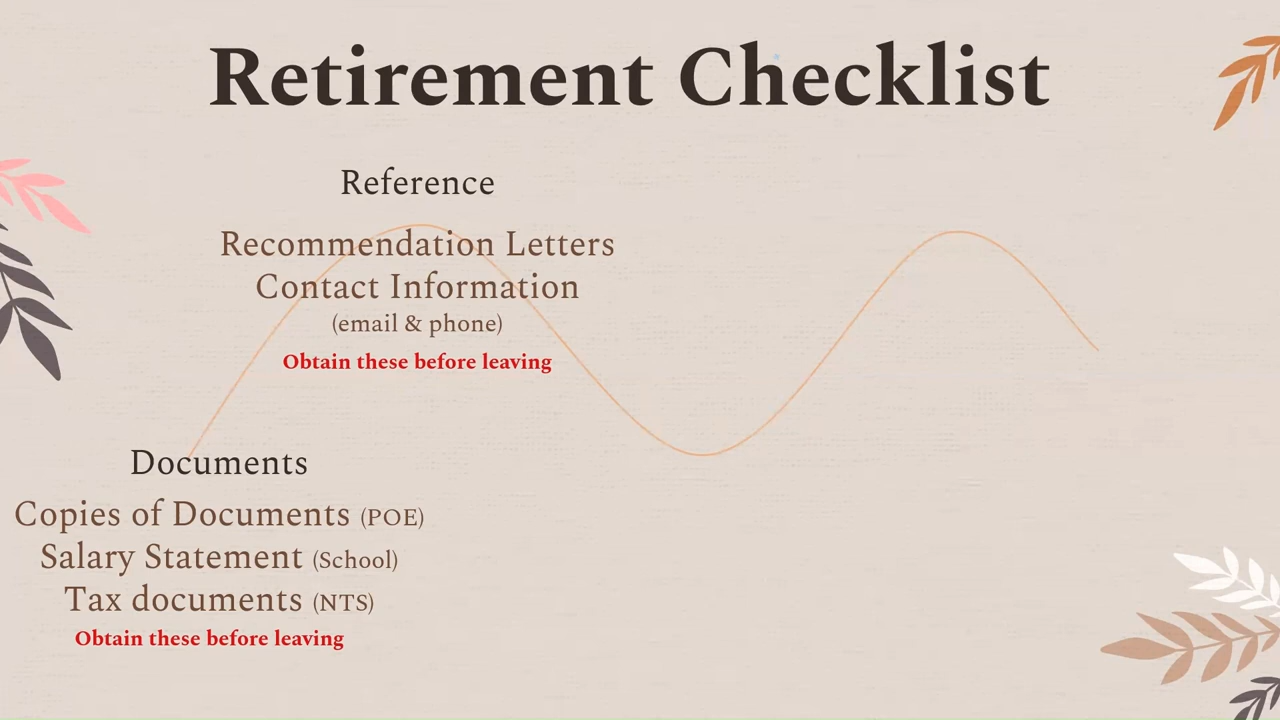 Retirement Checklist
Reference
Recommendation Letters
Contact Information
(email & phone)
Obtain these before leaving
Documents
Copies of Documents (POE)
Salary Statement (School)
Tax documents (NTS)
Obtain these before leaving